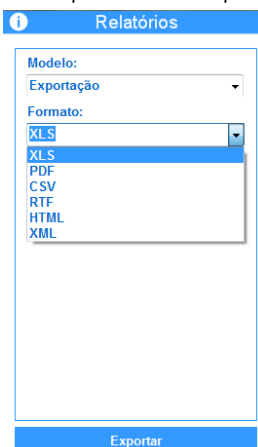 Relatórios
Modelo:
Exportação
Formato:
XLS
XLS
PDF
CSV
RTF
HTML
XML
Exportar